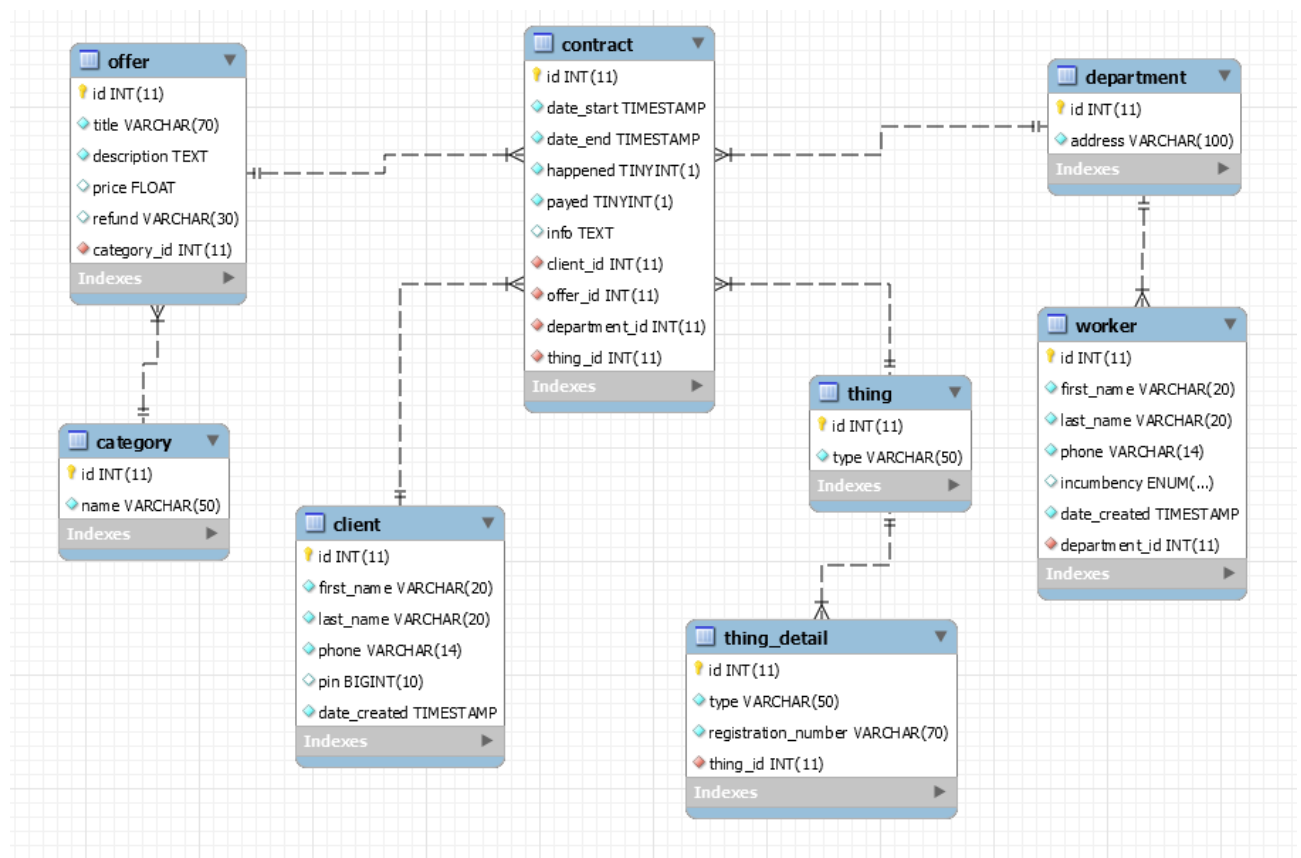 offer
id INT(11)
title VARCHAR(70)
description TEXT
price FLOAT
refund VARCHAR(30)
category_id INT(11)
Indexes
contract
id INT(11)
date_start TIMESTAMP
date_end TIMESTAMP
happened TINYINT(1)
payed TINYINT(1)
info TEXT
client_id INT(11)
offer_id INT(11)
department_id INT(11)
thing_id INT(11)
Indexes
department
id INT(11)
address VARCHAR(100)
Indexes
category
id INT(11)
name VARCHAR(50)
Indexes
client
id INT(11)
first_name VARCHAR(20)
last_name VARCHAR(20)
phone VARCHAR(14)
pin BIGINT(10)
date_created TIMESTAMP
Indexes
thing
id INT(11)
type VARCHAR(50)
Indexes
worker
id INT(11)
first_name VARCHAR(20)
last_name VARCHAR(20)
phone VARCHAR(14)
incumbency ENUM(...)
date_created TIMESTAMP
department_id INT(11)
Indexes
thing_detail
id INT(11)
type VARCHAR(50)
registration_number VARCHAR(70)
thing_id INT(11)
Indexes